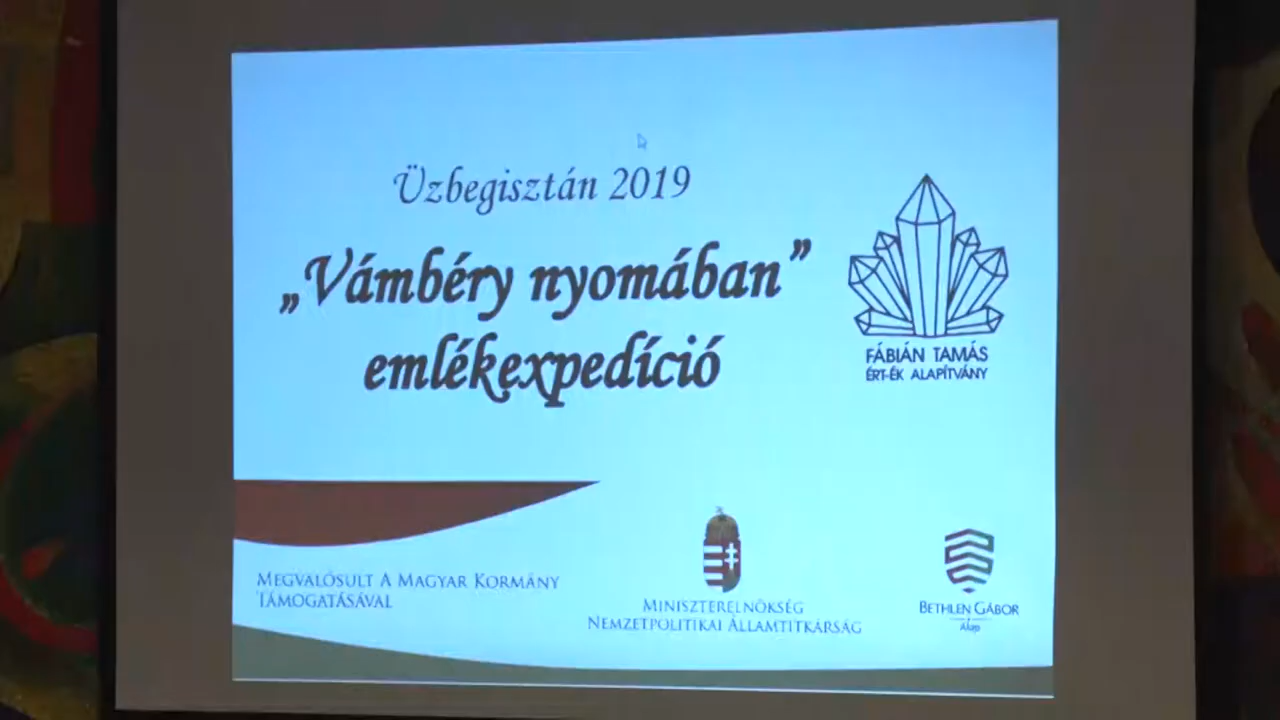 Üzbegisztán 2019
„Vámbéry nyomában”
emlékexpedíció
FÁBIÁN TAMÁS
ÉRT-ÉK ALAPÍTVÁNY
MEGVALÓSULT A MAGYAR KORMÁNY
TÁMOGATÁSÁVAL
MINISZTERELNÖKSÉG
NEMZETPOLITIKAI ÁLLAMTITKÁRSÁG
BETHLEN GÁBOR
Alap